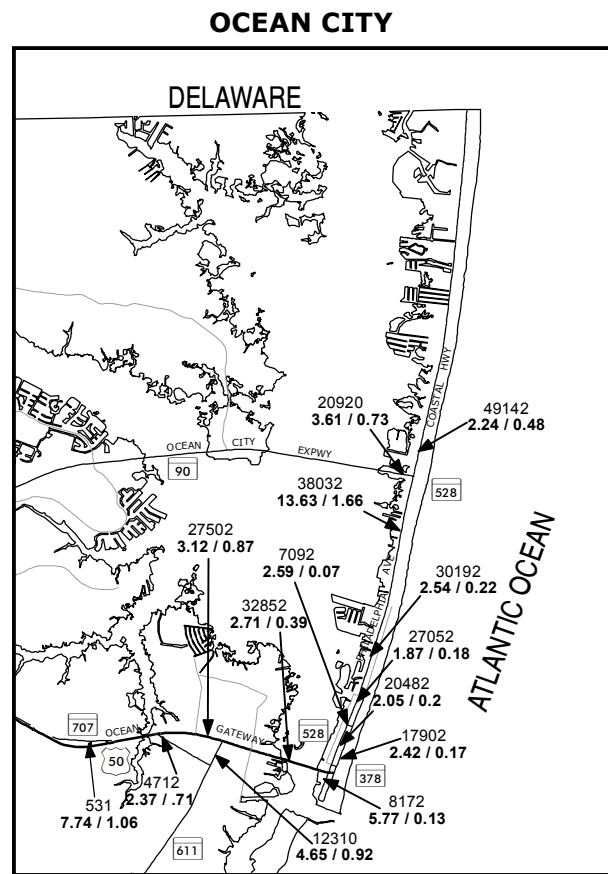 OCEAN CITY
DELAWARE
COASTAL HWY
20920
3.61 / 0.73
49142
2.24 / 0.48
OCEAN CITY EXPWY
90
528
38032
13.63 / 1.66
27502
3.12 / 0.87
7092
2.59 / 0.07
AVE
30192
2.54 / 0.22
ATLANTIC OCEAN
32852
2.71 / 0.39
27052
1.87 / 0.18
20482
2.05 / 0.2
707
OCEAN GATEWAY
528
17902
2.42 / 0.17
50
378
4712
2.37 / .71
531
7.74 / 1.06
8172
5.77 / 0.13
12310
4.65 / 0.92
611